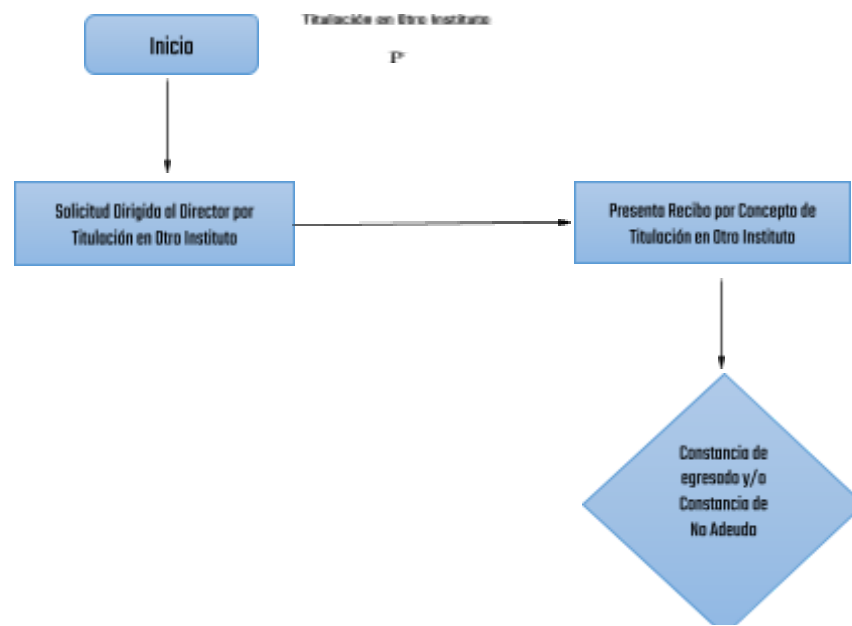 Titulación en Otro Instituto
Inicio
P
Solicitud Dirigida al Director por
Titulación en Otro Instituto
Presenta Recibo por Concepto de
Titulación en Otro Instituto
Constancia de
egresado y/o
Constancia de
No Adeudo